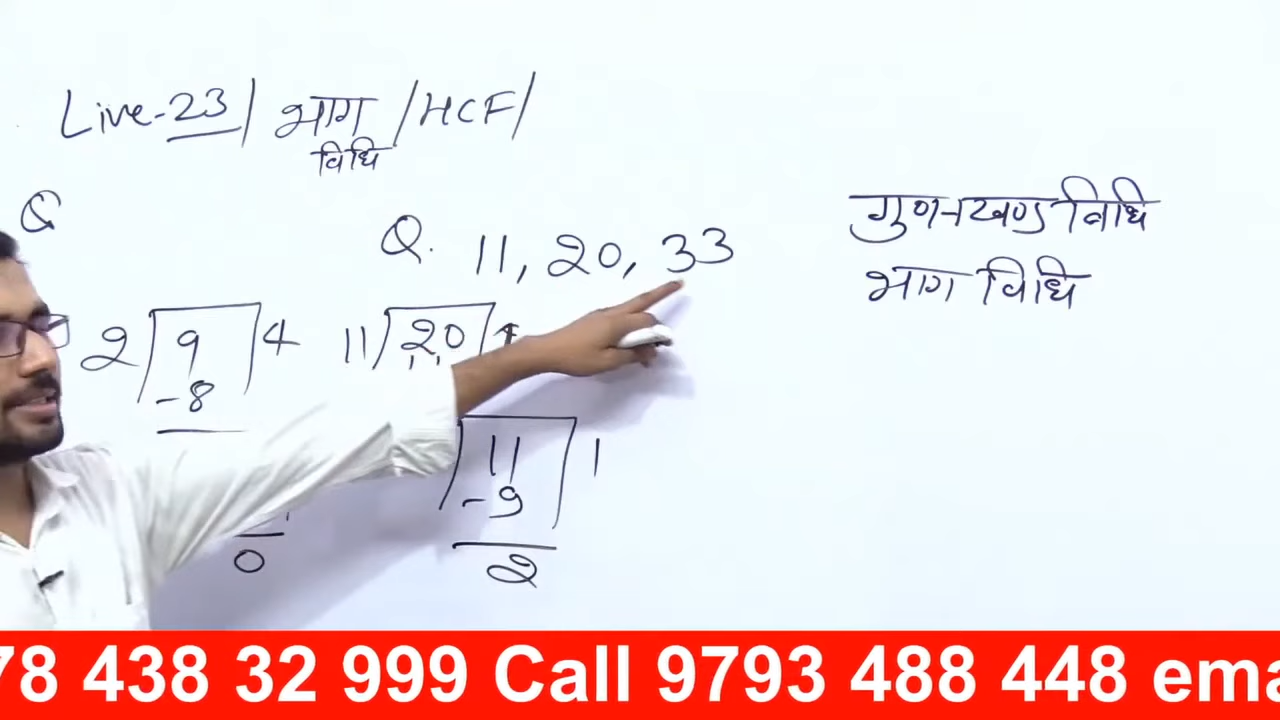 Live-23/ भाग /HCF/
विधि
Q
Q. 11, 20, 33
गुणनखण्ड विधि
भाग विधि
2 9 4
-8
11 20
0
11 1
-9
2
78 438 32 999 Call 9793 488 448 ema